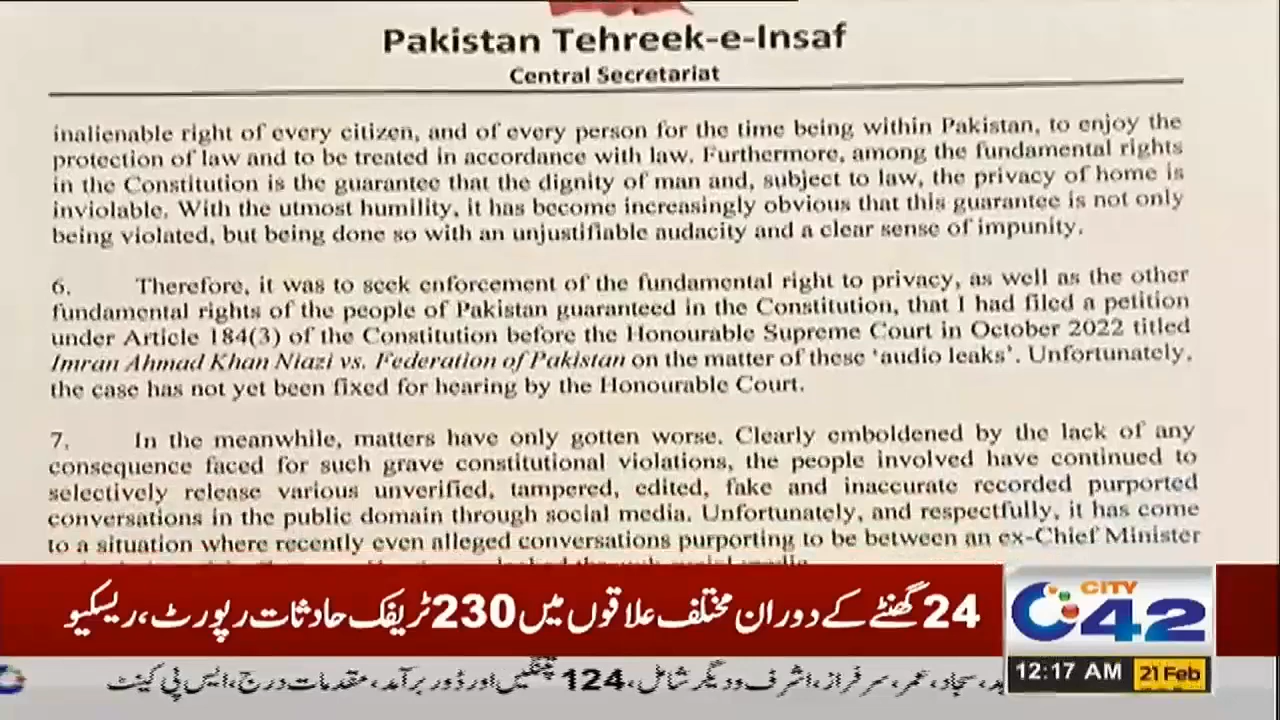 Pakistan Tehreek-e-Insaf
Central Secretariat
inalienable right of every citizen, and of every person for the time being within Pakistan, to enjoy the
protection of law and to be treated in accordance with law. Furthermore, among the fundamental rights
in the Constitution is the guarantee that the dignity of man and, subject to law, the privacy of home is
inviolable. With the utmost humility, it has become increasingly obvious that this guarantee is not only
being violated, but being done so with an unjustifiable audacity and a clear sense of impunity.
6. Therefore, it was to seek enforcement of the fundamental right to privacy, as well as the other
fundamental rights of the people of Pakistan guaranteed in the Constitution, that I had filed a petition
under Article 184(3) of the Constitution before the Honourable Supreme Court in October 2022 titled
Imran Ahmad Khan Niazi vs. Federation of Pakistan on the matter of these 'audio leaks'. Unfortunately,
the case has not yet been fixed for hearing by the Honourable Court.
7. In the meanwhile, matters have only gotten worse. Clearly emboldened by the lack of any
consequence faced for such grave constitutional violations, the people involved have continued to
selectively release various unverified, tampered, edited, fake and inaccurate recorded purported
conversations in the public domain through social media. Unfortunately, and respectfully, it has come
to a situation where recently even alleged conversations purporting to be between an ex-Chief Minister
24 گھنٹے کے دوران مختلف علاقوں میں 230 ٹریفک حادثات رپورٹ، ریسکیو
CITY
42
12:17 AM 21 Feb
سجاد، عمر، سرفراز، اشرف ودیگر شامل، 124 پتنگیں اور ڈور برآمد، مقدمات درج، ایس پی کینٹ